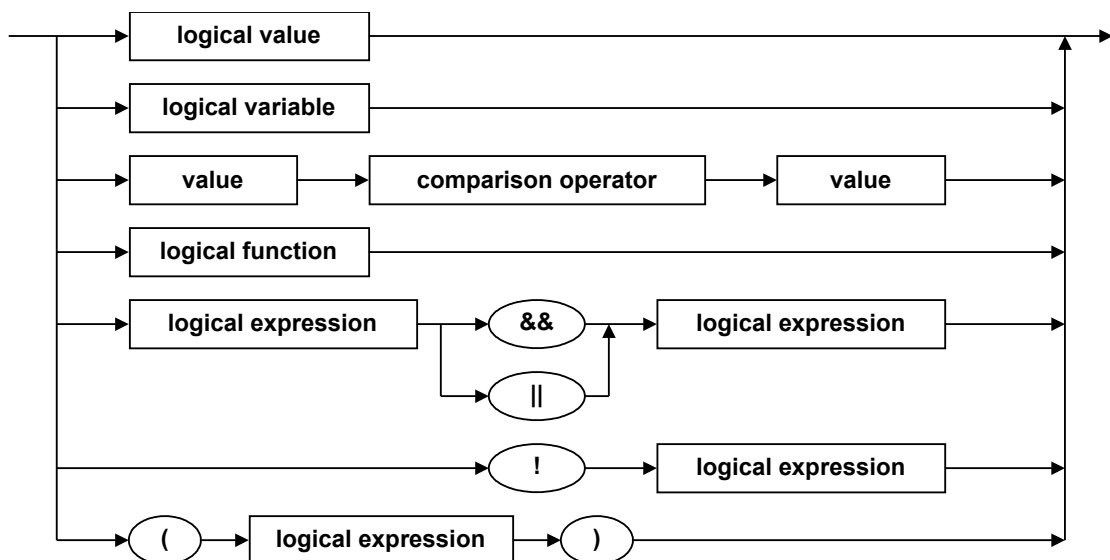 logical value
logical variable
value comparison operator value
logical function
logical expression && logical expression
||
! logical expression
( logical expression )